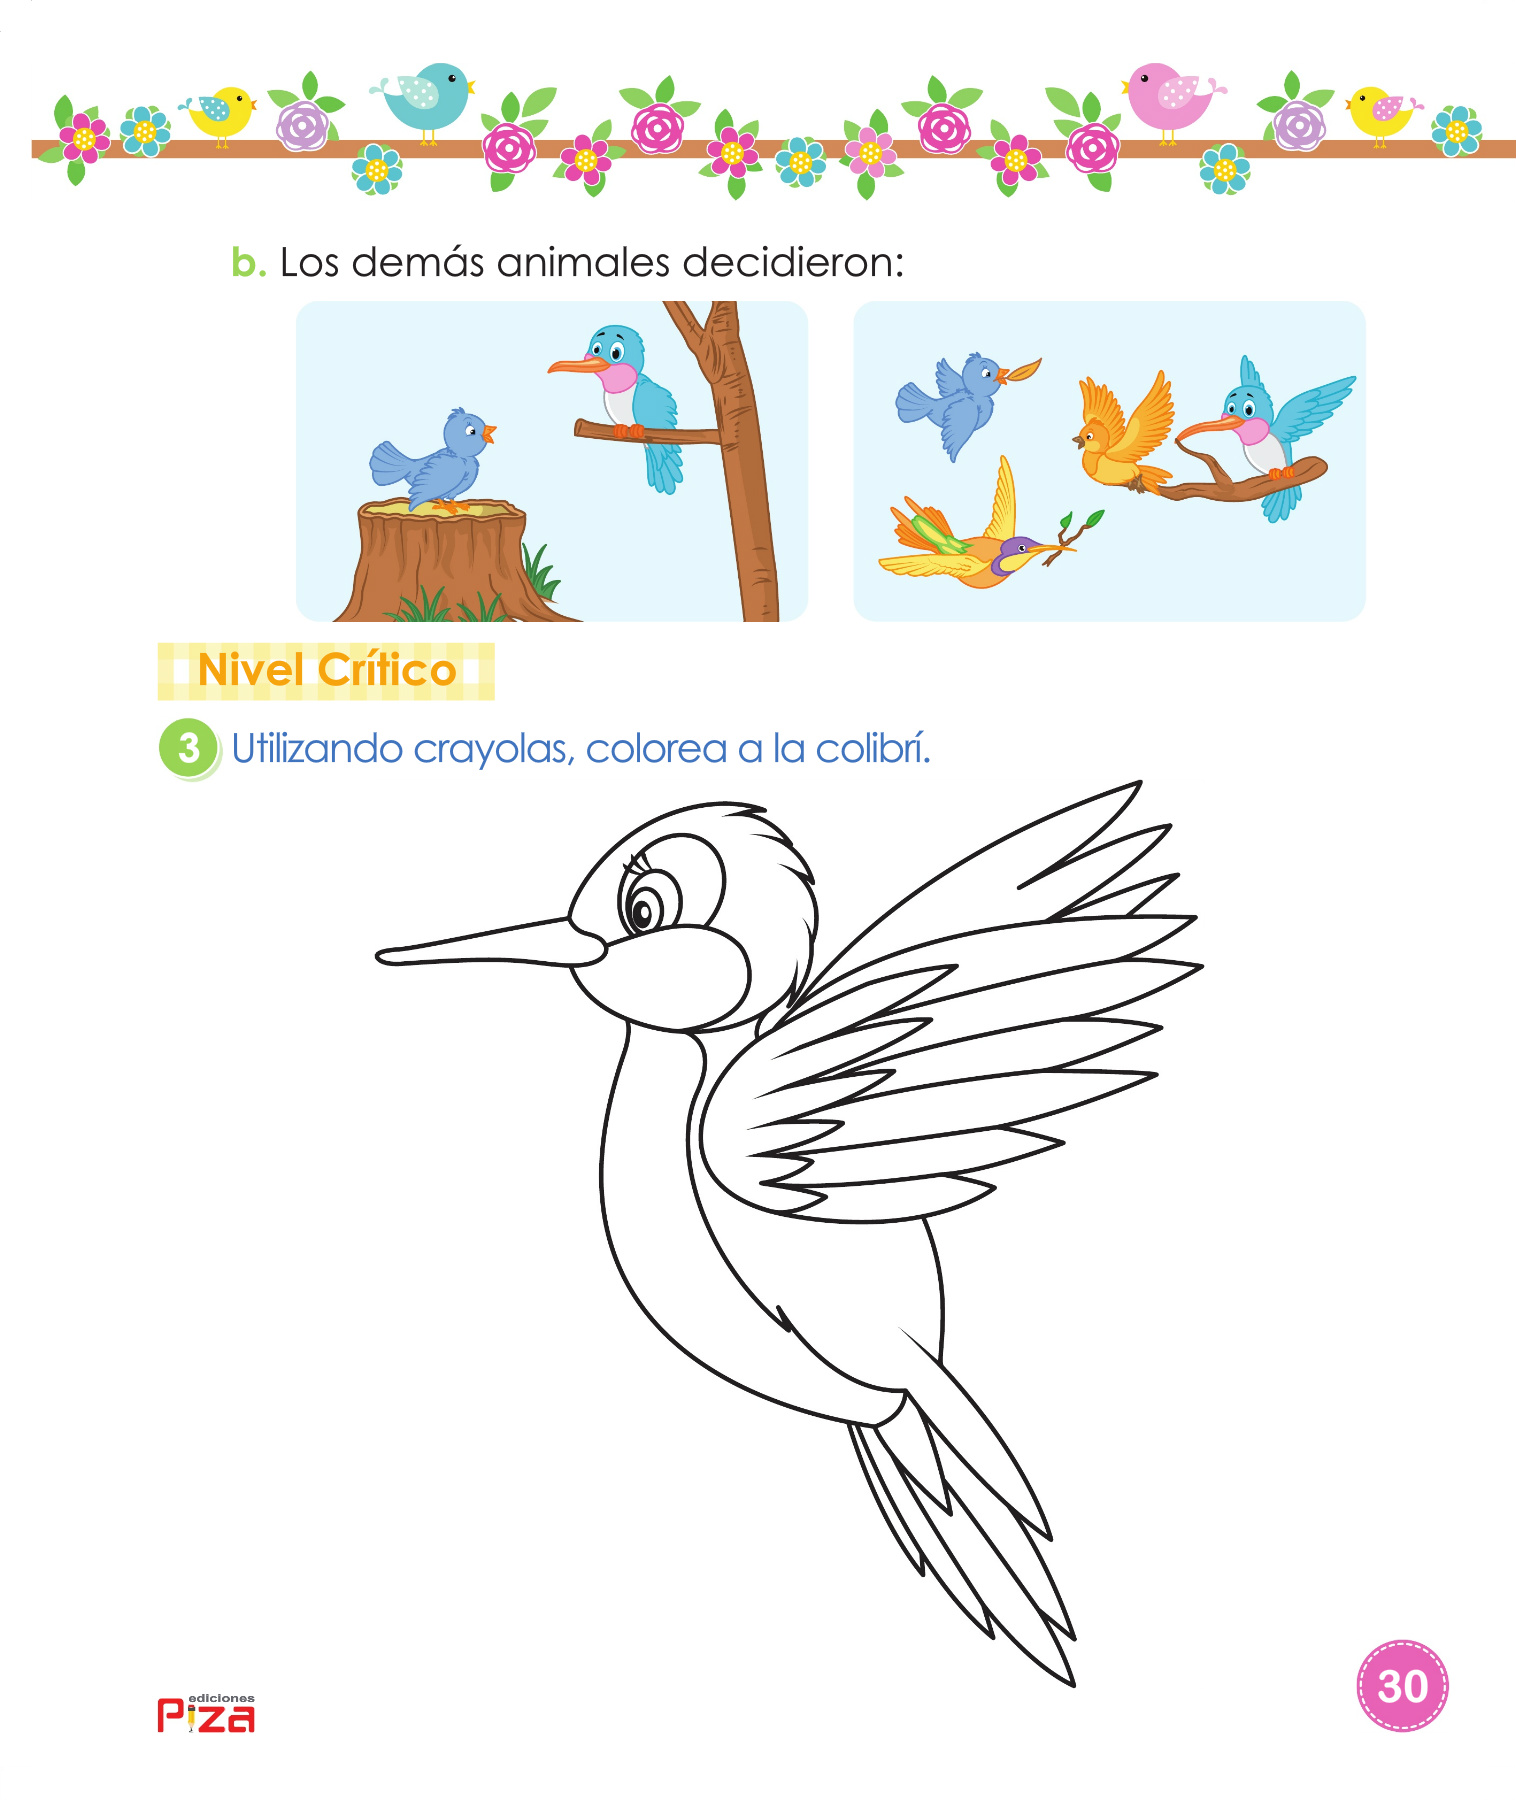 b. Los demás animales decidieron:
Nivel Crítico
3 Utilizando crayolas, colorea a la colibrí.
ediciones
Piza
30